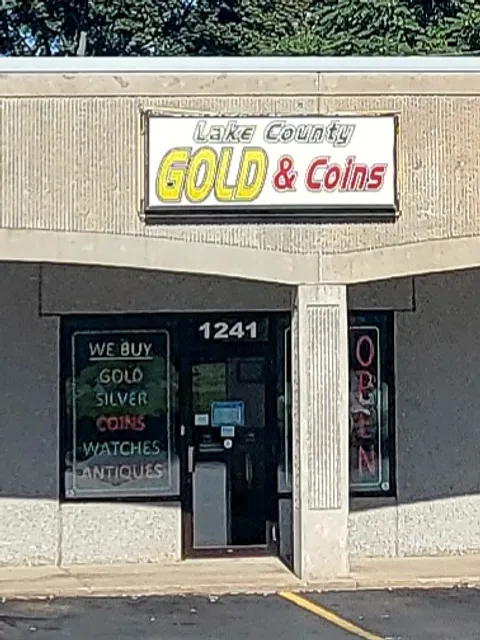 Lake County
GOLD & Coins
1241
WE BUY
GOLD
SILVER
COINS
WATCHES
ANTIQUES
OPEN